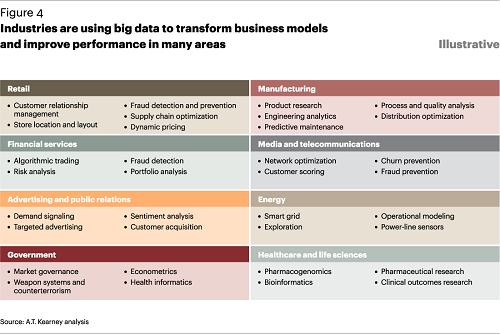 Figure 4
Industries are using big data to transform business models
and improve performance in many areas
Illustrative
Retail
• Customer relationship
management
• Store location and layout
• Fraud detection and prevention
• Supply chain optimization
• Dynamic pricing
Manufacturing
• Product research
• Engineering analytics
• Predictive maintenance
• Process and quality analysis
• Distribution optimization
Financial services
• Algorithmic trading
• Risk analysis
• Fraud detection
• Portfolio analysis
Media and telecommunications
• Network optimization
• Customer scoring
• Churn prevention
• Fraud prevention
Advertising and public relations
• Demand signaling
• Targeted advertising
• Sentiment analysis
• Customer acquisition
Energy
• Smart grid
• Exploration
• Operational modeling
• Power-line sensors
Government
• Market governance
• Weapon systems and
counterterrorism
• Econometrics
• Health informatics
Healthcare and life sciences
• Pharmacogenomics
• Bioinformatics
• Pharmaceutical research
• Clinical outcomes research
Source: A.T. Kearney analysis